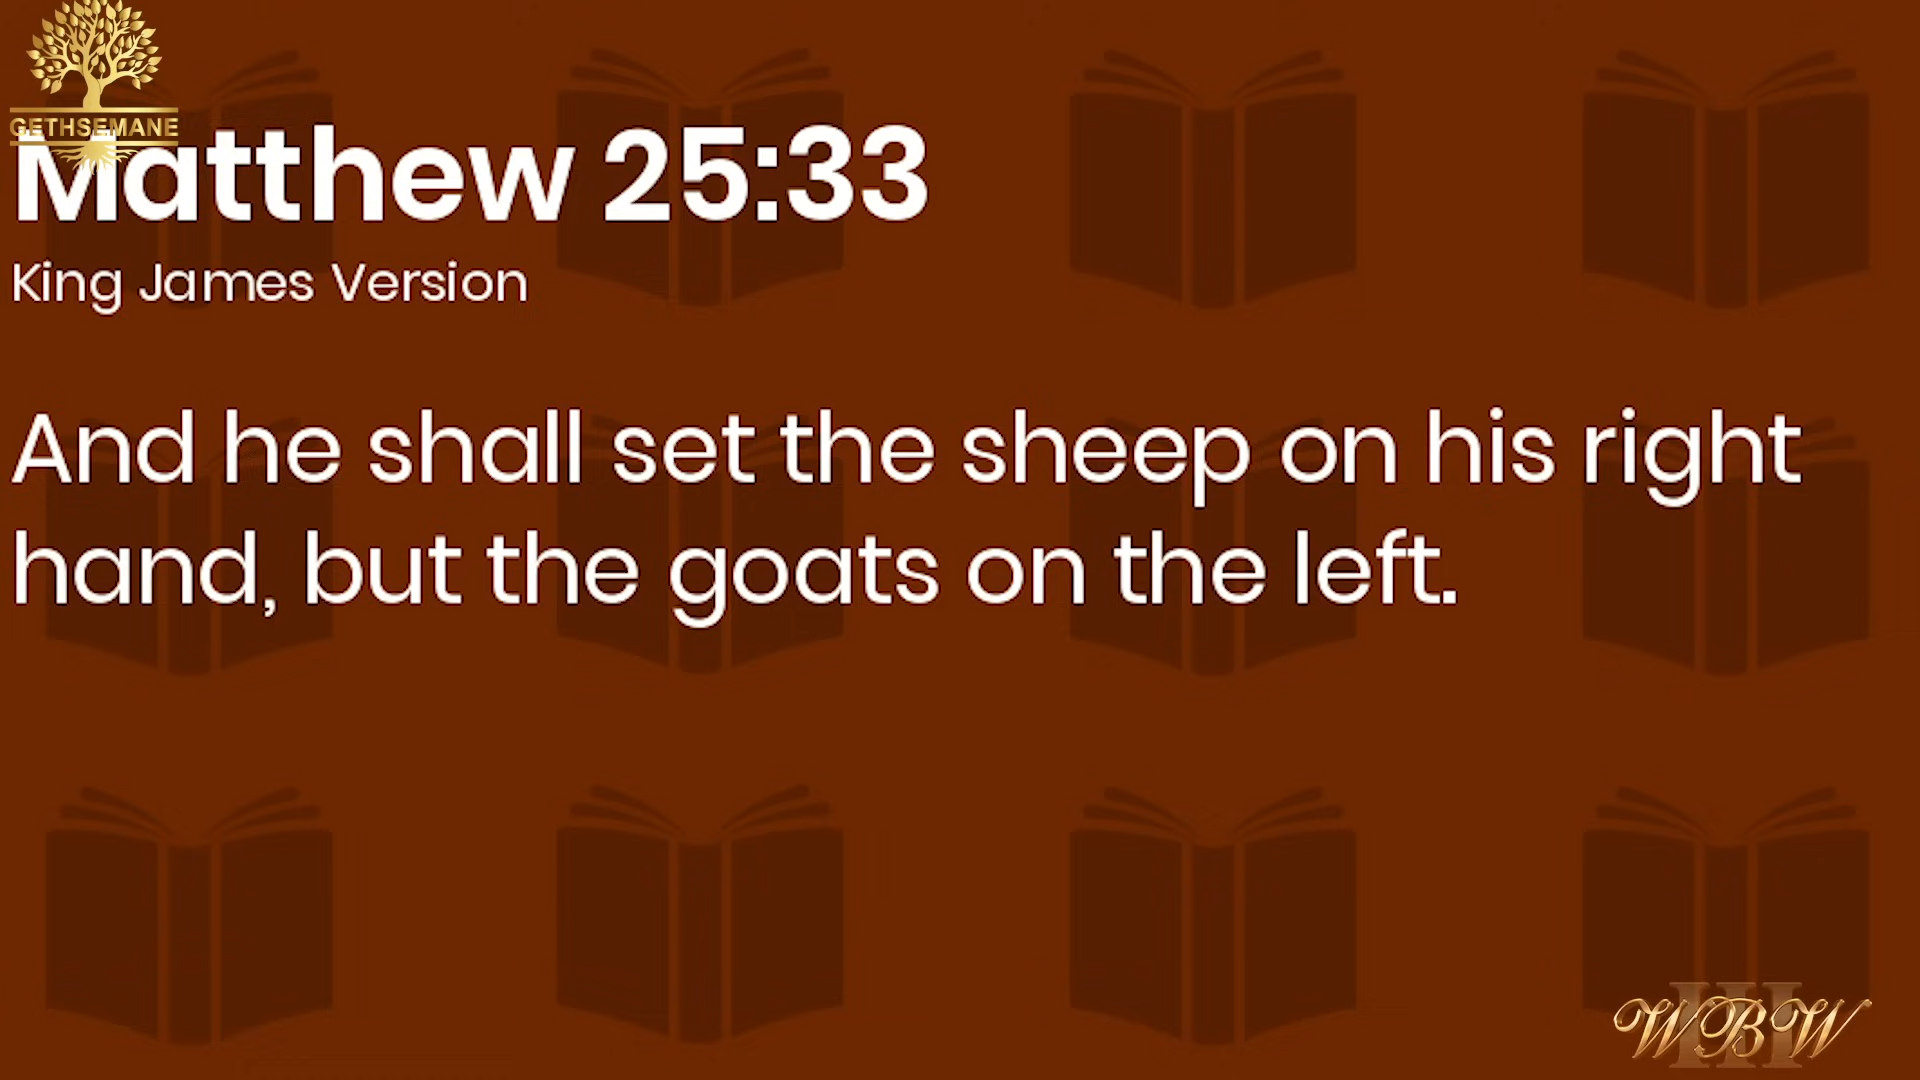 GETHSEMANE
Matthew 25:33
King James Version
And he shall set the sheep on his right
hand, but the goats on the left.
III
WBW